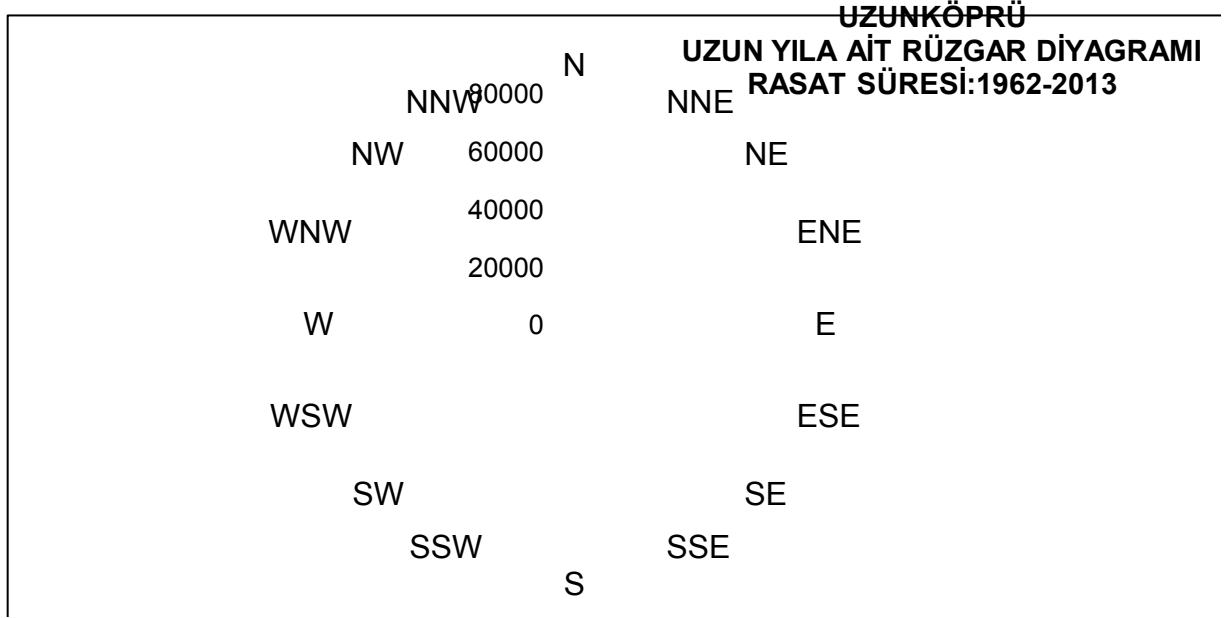 UZUNKÖPRÜ
UZUN YILA AİT RÜZGAR DİYAGRAMI
RASAT SÜRESİ:1962-2013
N
NNW 80000 NNE
NW 60000 NE
40000
WNW ENE
20000
W 0 E
WSW ESE
SW SE
SSW SSE
S